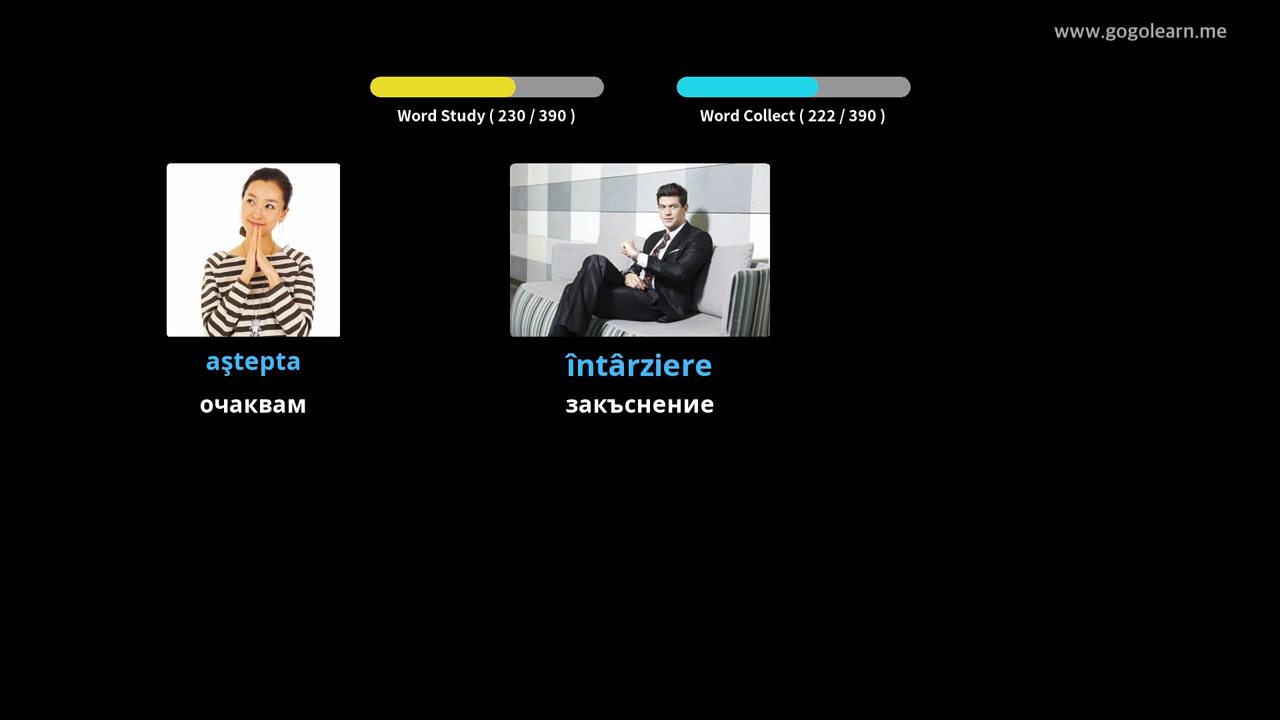 www.gogolearn.me
Word Study ( 230 / 390 )
Word Collect ( 222 / 390 )
aştepta
întârziere
очаквам
закъснение